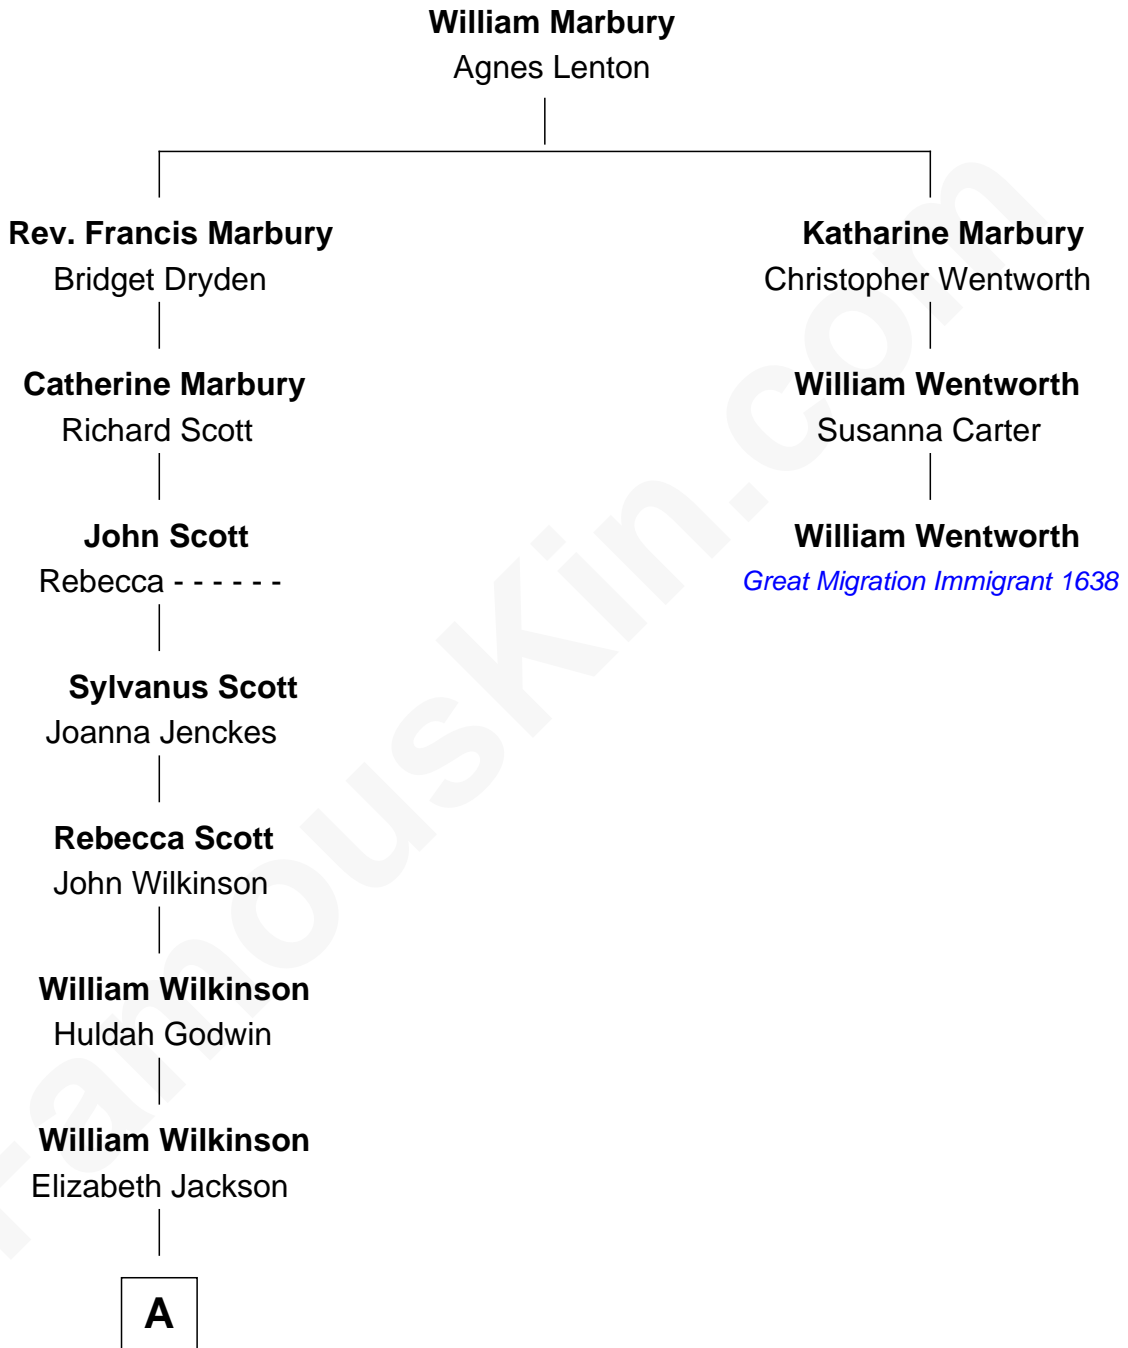 William Marbury
Agnes Lenton
Rev. Francis Marbury
Bridget Dryden
Katharine Marbury
Christopher Wentworth
Catherine Marbury
Richard Scott
William Wentworth
Susanna Carter
John Scott
Rebecca - - - - - -
William Wentworth
Great Migration Immigrant 1638
Sylvanus Scott
Joanna Jenckes
Rebecca Scott
John Wilkinson
William Wilkinson
Huldah Godwin
William Wilkinson
Elizabeth Jackson
A
FamousKin.com